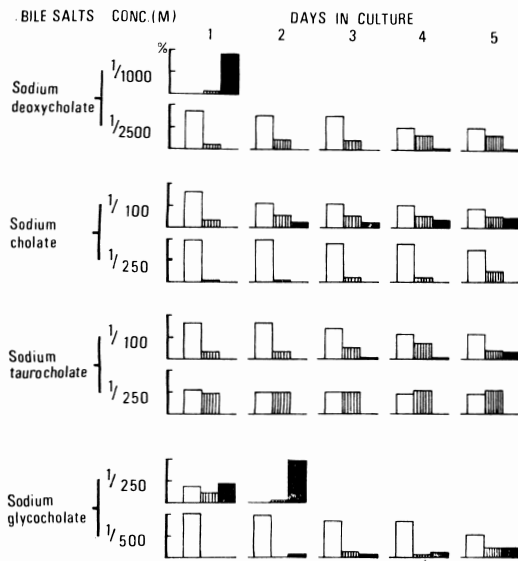 BILE SALTS CONC.(M) DAYS IN CULTURE
1 2 3 4 5
%
Sodium deoxycholate
1/1000
1/2500
Sodium cholate
1/100
1/250
Sodium taurocholate
1/100
1/250
Sodium glycocholate
1/250
1/500